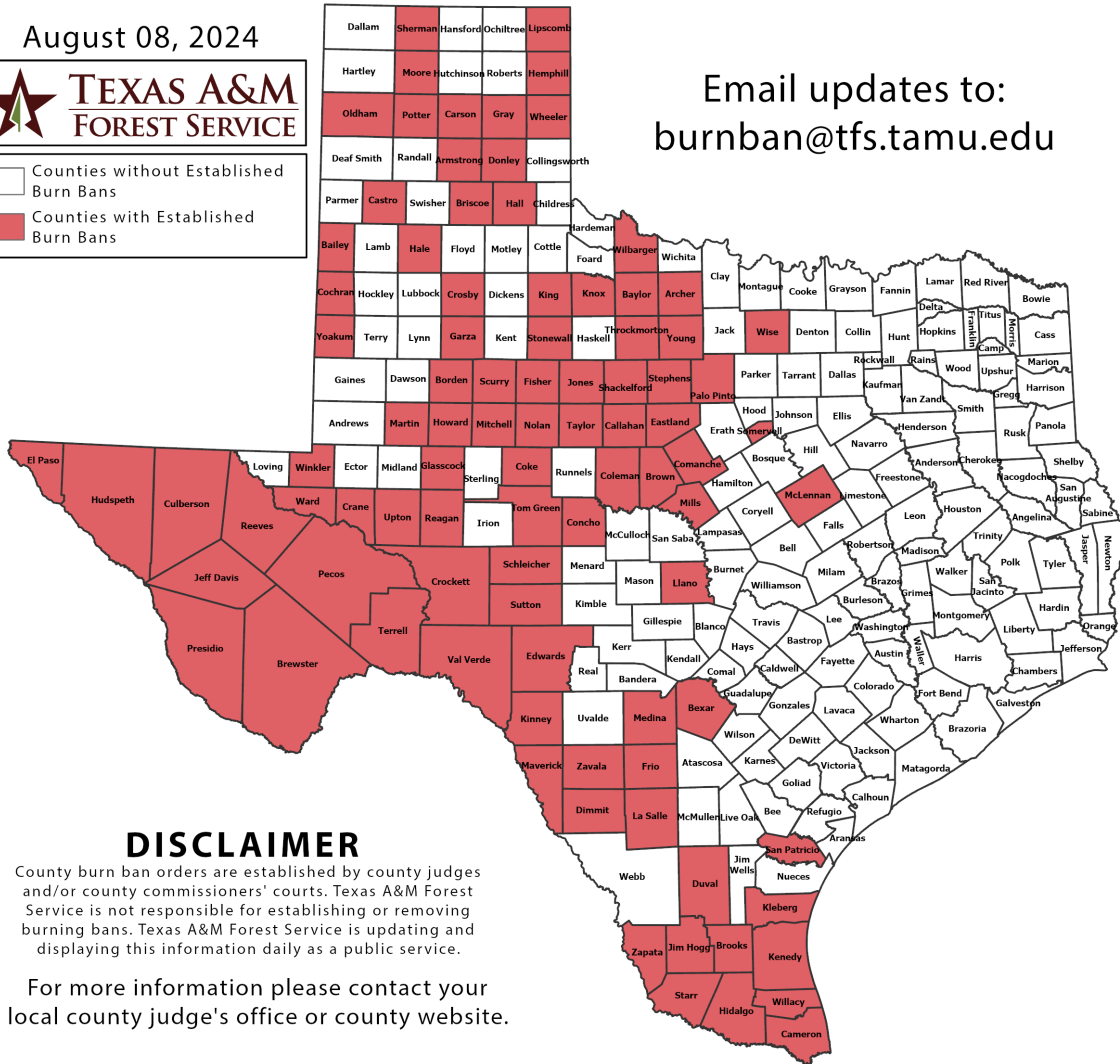 August 08, 2024
TEXAS A&M
FOREST SERVICE
Counties without Established
Burn Bans
Counties with Established
Burn Bans
Email updates to:
burnban@tfs.tamu.edu
Dallam Sherman Hansford Ochiltree Lipscomb
Hartley Moore Hutchinson Roberts Hemphill
Oldham Potter Carson Gray Wheeler
Deaf Smith Randall Armstrong Donley Collingsworth
Parmer Castro Swisher Briscoe Hall Childress
Hardeman
Bailey Lamb Hale Floyd Motley Cottle Foard Wilbarger Wichita
Clay Montague Cooke Grayson Fannin Lamar Red River Bowie
Cochran Hockley Lubbock Crosby Dickens King Knox Baylor Archer
Delta Titus Franklin Morris
Yoakum Terry Lynn Garza Kent Stonewall Haskell Throckmorton Young Jack Wise Denton Collin Hunt Hopkins Camp Cass
Rockwall Rains Wood Upshur Marion
Gaines Dawson Borden Scurry Fisher Jones Shackelford Stephens Palo Pinto Parker Tarrant Dallas Kaufman Van Zandt Gregg Harrison
Andrews Martin Howard Mitchell Nolan Taylor Callahan Eastland Erath Hood Somervell Johnson Ellis Henderson Smith Rusk Panola
El Paso Hudspeth Culberson Reeves Loving Winkler Ector Midland Glasscock Sterling Coke Runnels Coleman Brown Comanche Hamilton Bosque Hill Navarro Freestone Anderson Cherokee Nacogdoches Shelby
San
Augustine
Sabine
Ward Crane Upton Reagan Irion Tom Green Concho McCulloch San Saba Mills Lampasas Coryell McLennan Limestone Falls Leon Houston Angelina
Jeff Davis Pecos Crockett Schleicher Menard Mason Llano Burnet Bell Milam Robertson Madison Trinity Polk Tyler Jasper Newton
Sutton Kimble Williamson Brazos Grimes Walker
San
Jacinto
Presidio Brewster Terrell Gillespie Blanco Travis Lee Burleson Washington Montgomery Liberty Hardin Orange
Val Verde Edwards Real Kerr Kendall Hays Bastrop Fayette Austin Waller Harris Chambers Jefferson
Bandera Comal Caldwell Colorado Fort Bend Galveston
Kinney Uvalde Medina Bexar Guadalupe Gonzales Lavaca Wharton Brazoria
Maverick Zavala Frio Atascosa Wilson Karnes DeWitt Victoria Jackson Matagorda
Dimmit La Salle McMullen Live Oak Bee Goliad Refugio Calhoun
Aransas
Webb Duval
Jim
Wells
San Patricio
Nueces
Kleberg
Zapata Jim Hogg Brooks Kenedy
Starr Hidalgo Willacy
Cameron
DISCLAIMER
County burn ban orders are established by county judges
and/or county commissioners' courts. Texas A&M Forest
Service is not responsible for establishing or removing
burning bans. Texas A&M Forest Service is updating and
displaying this information daily as a public service.
For more information please contact your
local county judge's office or county website.